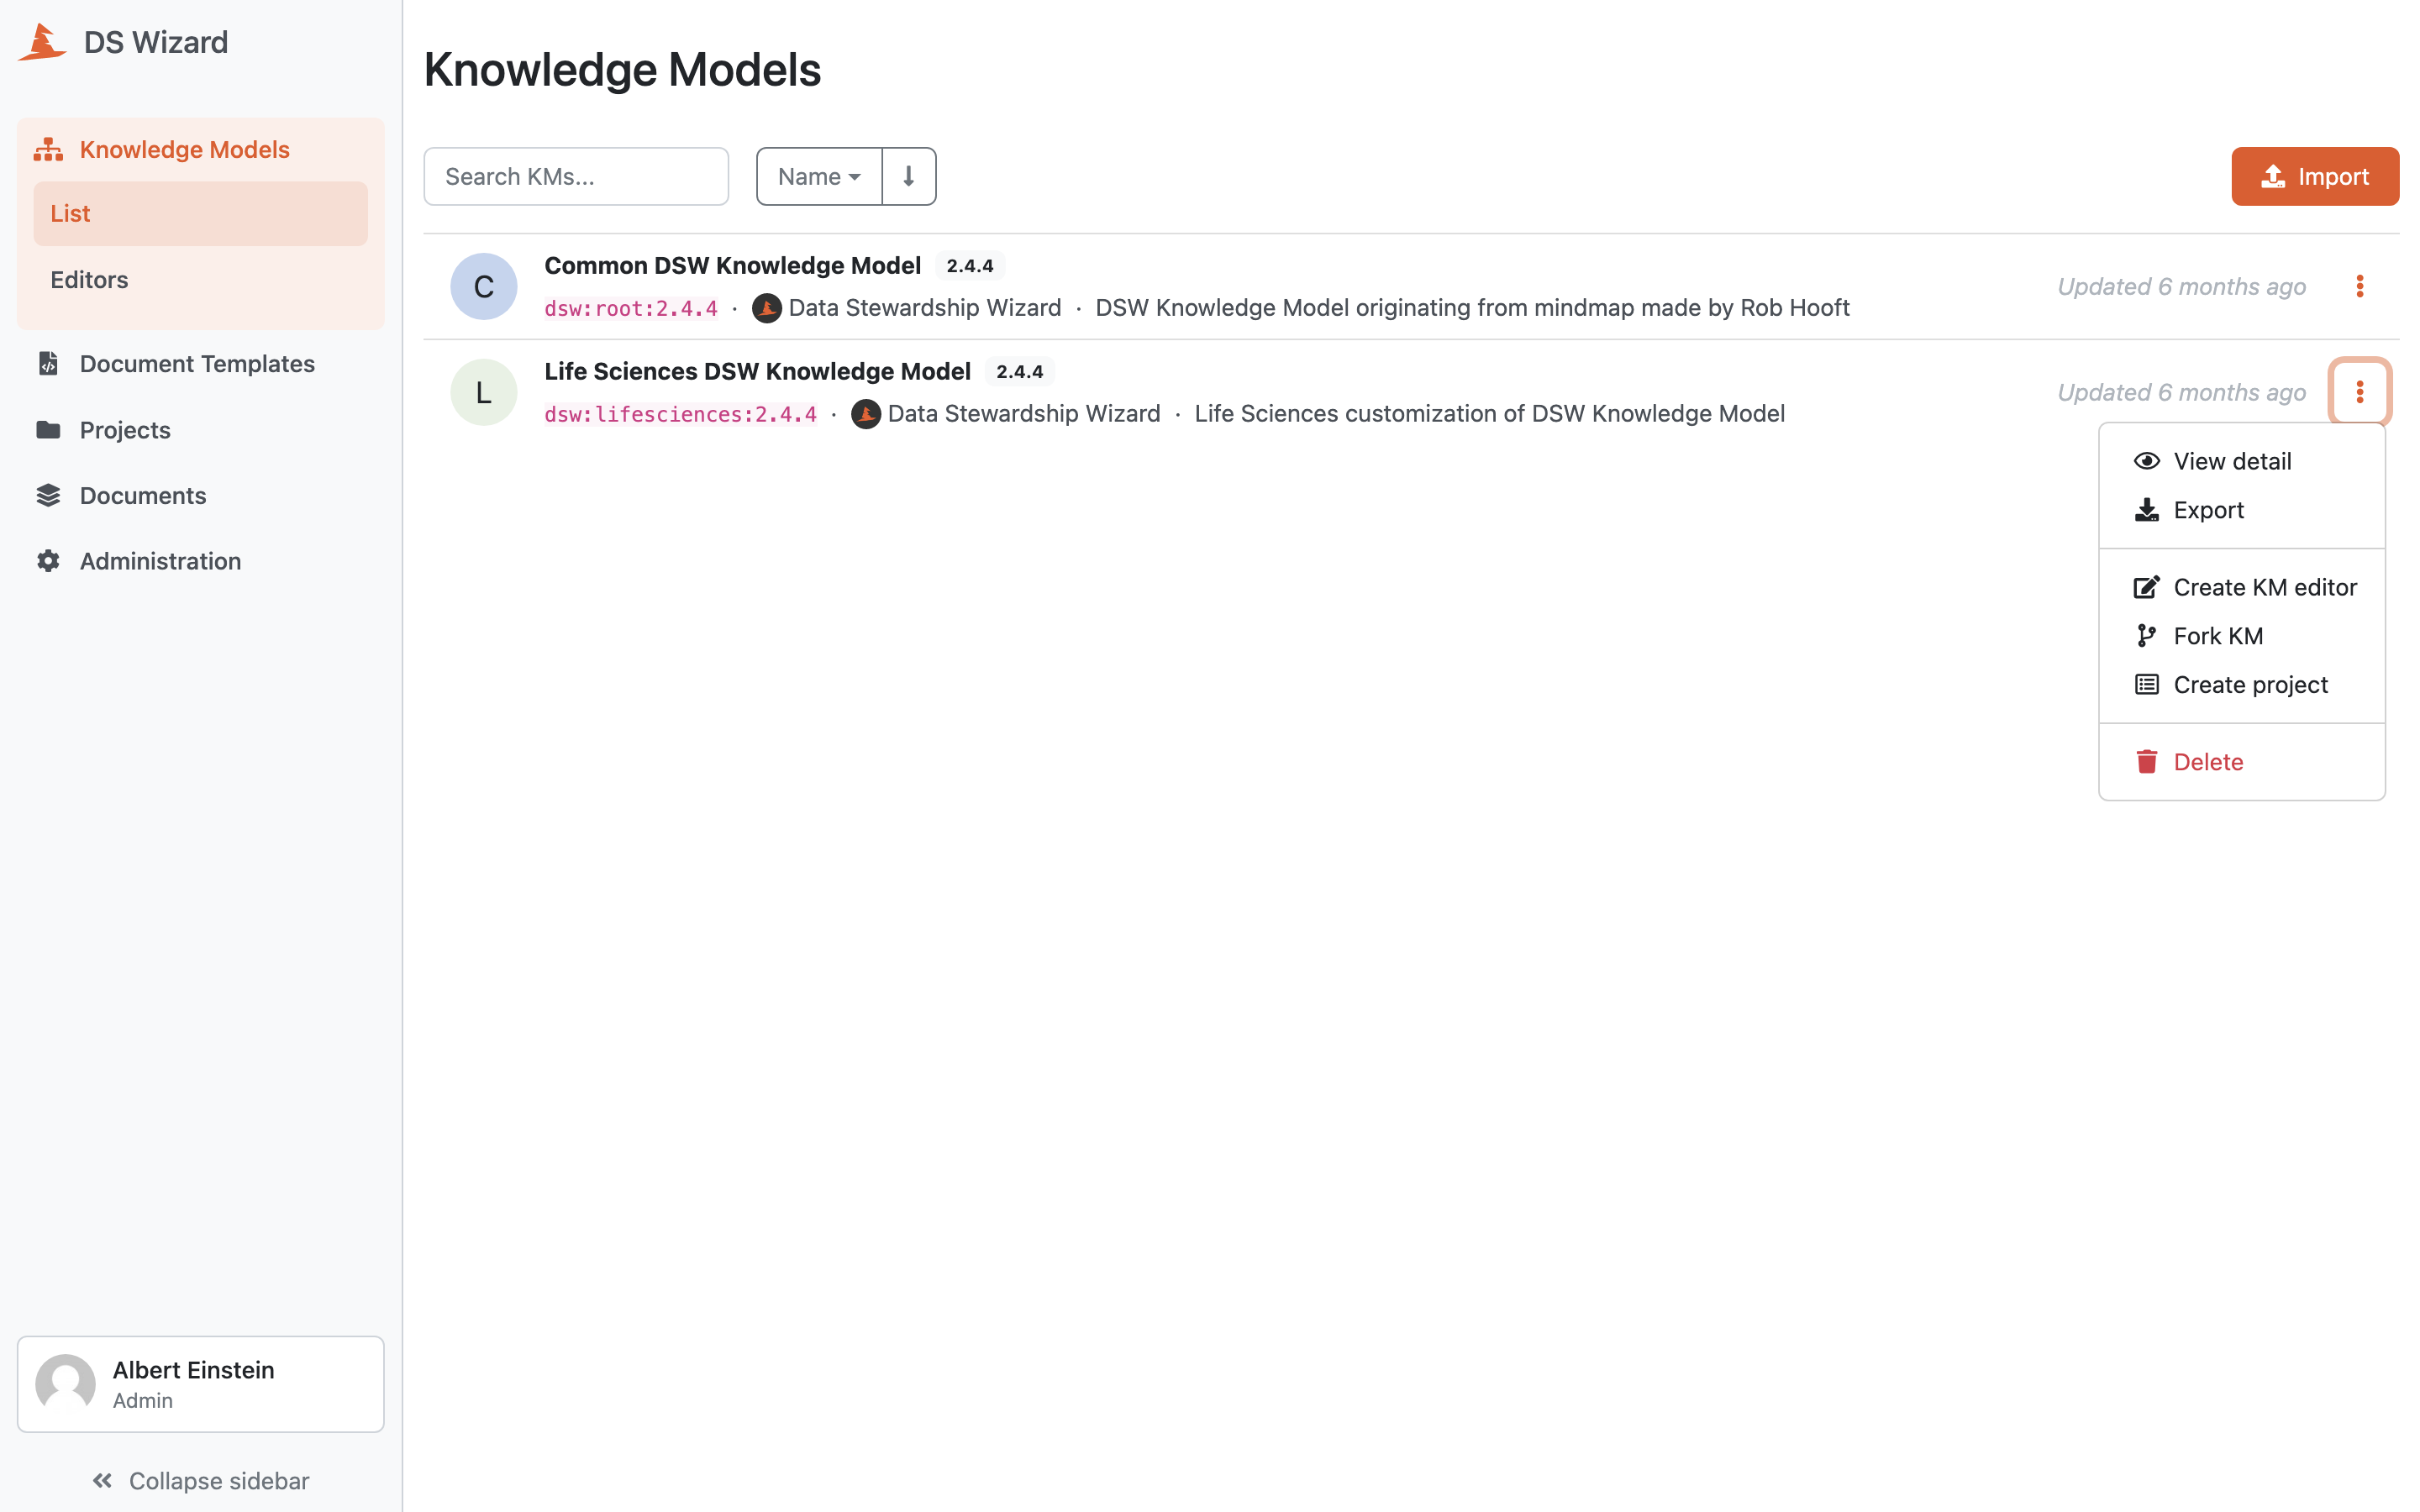 DS Wizard
Knowledge Models
List
Editors
Document Templates
Projects
Documents
Administration
Albert Einstein
Admin
Collapse sidebar
Knowledge Models
Search KMs...
Name
Import
C
Common DSW Knowledge Model 2.4.4
dsw:root:2.4.4 · Data Stewardship Wizard · DSW Knowledge Model originating from mindmap made by Rob Hooft
Updated 6 months ago
L
Life Sciences DSW Knowledge Model 2.4.4
dsw:lifesciences:2.4.4 · Data Stewardship Wizard · Life Sciences customization of DSW Knowledge Model
Updated 6 months ago
View detail
Export
Create KM editor
Fork KM
Create project
Delete